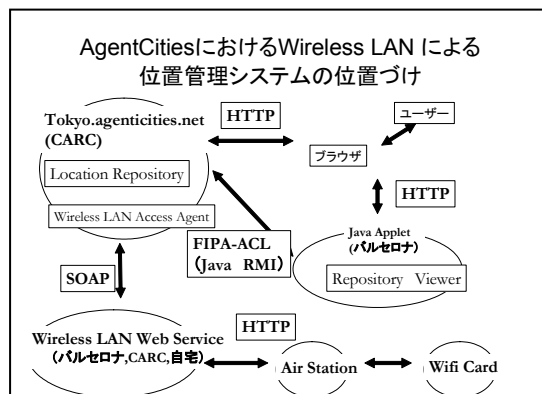 AgentCitiesにおけるWireless LAN による
位置管理システムの位置づけ
Tokyo.agenticities.net
(CARC)
HTTP
ユーザー
ブラウザ
Location Repository
HTTP
Wireless LAN Access Agent
FIPA-ACL
（Java RMI）
Java Applet
(バルセロナ)
Repository Viewer
SOAP
Wireless LAN Web Service
（バルセロナ,CARC,自宅）
HTTP
Air Station
Wifi Card